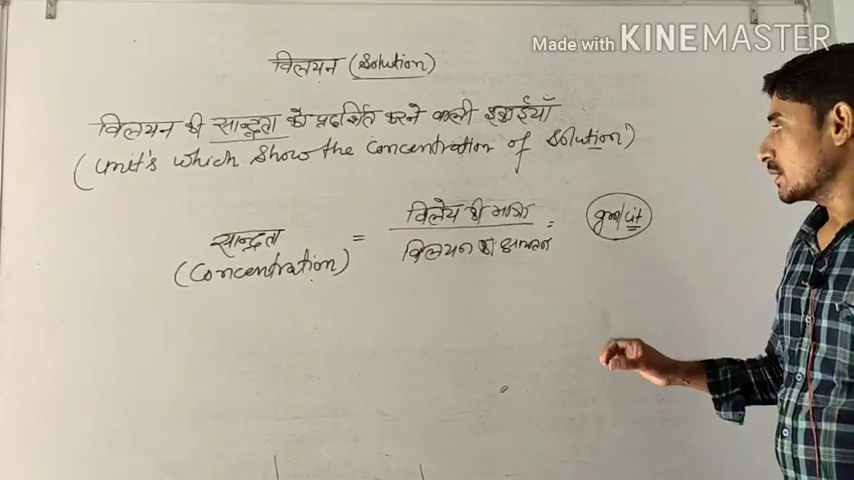 Made with KINEMASTER
विलयन (Solution)
विलयन की सान्द्रता को प्रदर्शित करने वाली इकाईयाँ
(unit's which show the concentration of solution)
सान्द्रता (Concentration) = विलेय की मात्रा / विलयन का आयतन = gm/lit